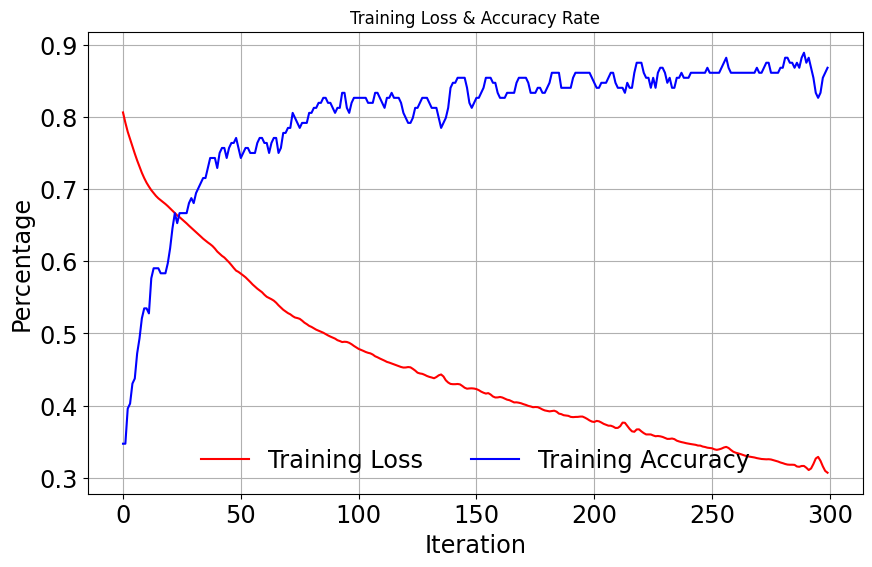 Training Loss & Accuracy Rate
0.9
0.8
0.7
0.6
0.5
0.4
0.3
Percentage
Training Loss
Training Accuracy
0
50
100
150
200
250
300
Iteration